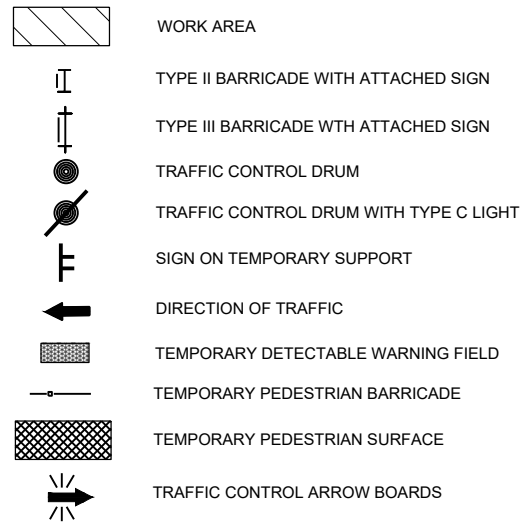 WORK AREA
TYPE II BARRICADE WITH ATTACHED SIGN
TYPE III BARRICADE WTH ATTACHED SIGN
TRAFFIC CONTROL DRUM
TRAFFIC CONTROL DRUM WITH TYPE C LIGHT
SIGN ON TEMPORARY SUPPORT
DIRECTION OF TRAFFIC
TEMPORARY DETECTABLE WARNING FIELD
TEMPORARY PEDESTRIAN BARRICADE
TEMPORARY PEDESTRIAN SURFACE
TRAFFIC CONTROL ARROW BOARDS